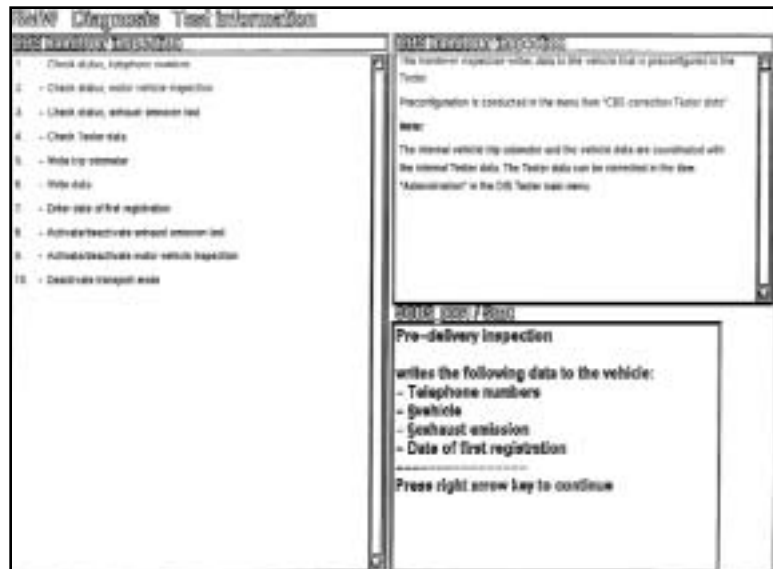 BMW Diagnosis Test information
CBS handover inspection
1. - Check status, telephone numbers
2. - Check status, motor vehicle inspection
3. - Check status, exhaust emission test
4. - Check Tester data
5. - Write trip odometer
6. - Write data
7. - Enter date of first registration
8. - Activate/deactivate exhaust emission test
9. - Activate/deactivate motor vehicle inspection
10. - Deactivate transport mode
CBS handover inspection
The handover inspection writes data to the vehicle that is preconfigured in the
Tester.
Preconfiguration is conducted in the menu item "CBS correction Tester data"
Note:
The internal vehicle trip odometer and the vehicle data are coordinated with
the internal Tester data. The Tester data can be corrected in the item
"Administration" in the DIS Tester main menu.
Pre-delivery inspection
writes the following data to the vehicle:
- Telephone numbers
- §vehicle
- §exhaust emission
- Date of first registration
--------------------
Press right arrow key to continue